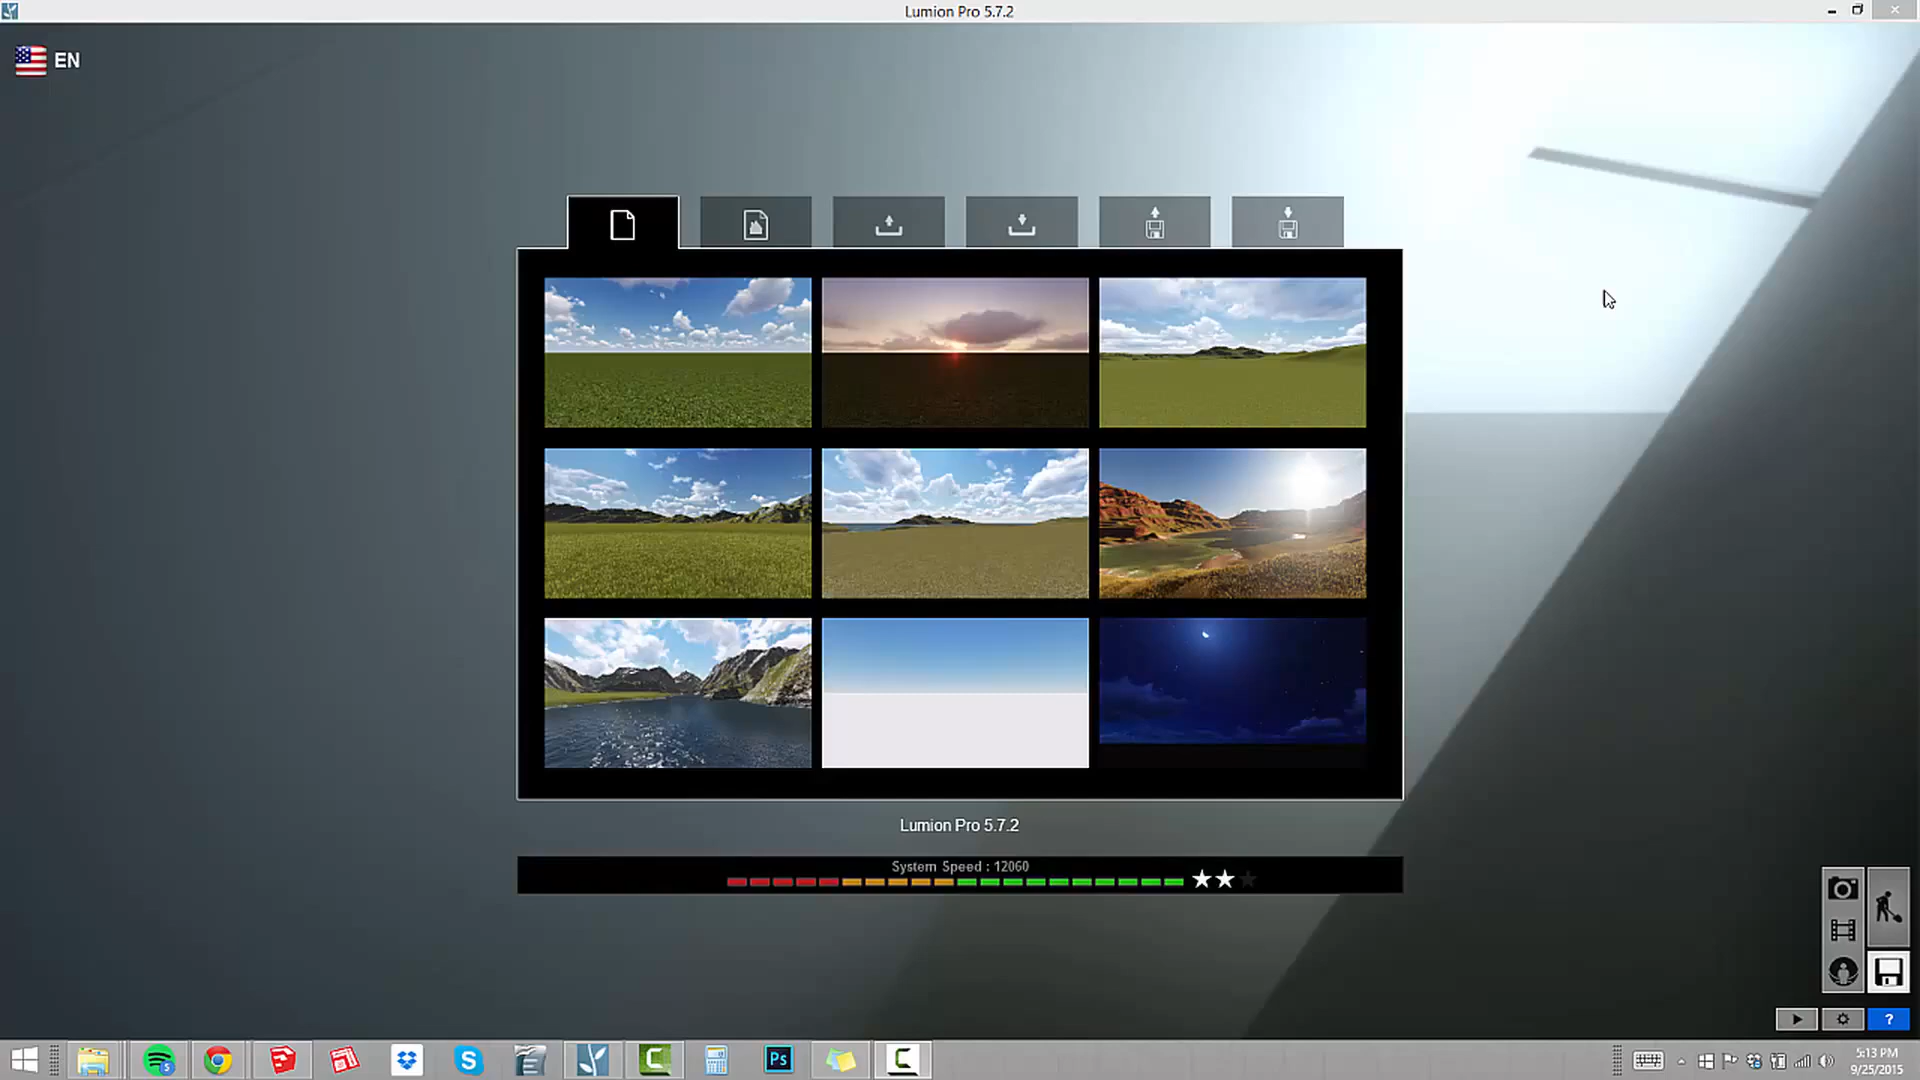 Lumion Pro 5.7.2
EN
Lumion Pro 5.7.2
System Speed : 12060
?
Ps
5:13 PM
9/25/2015